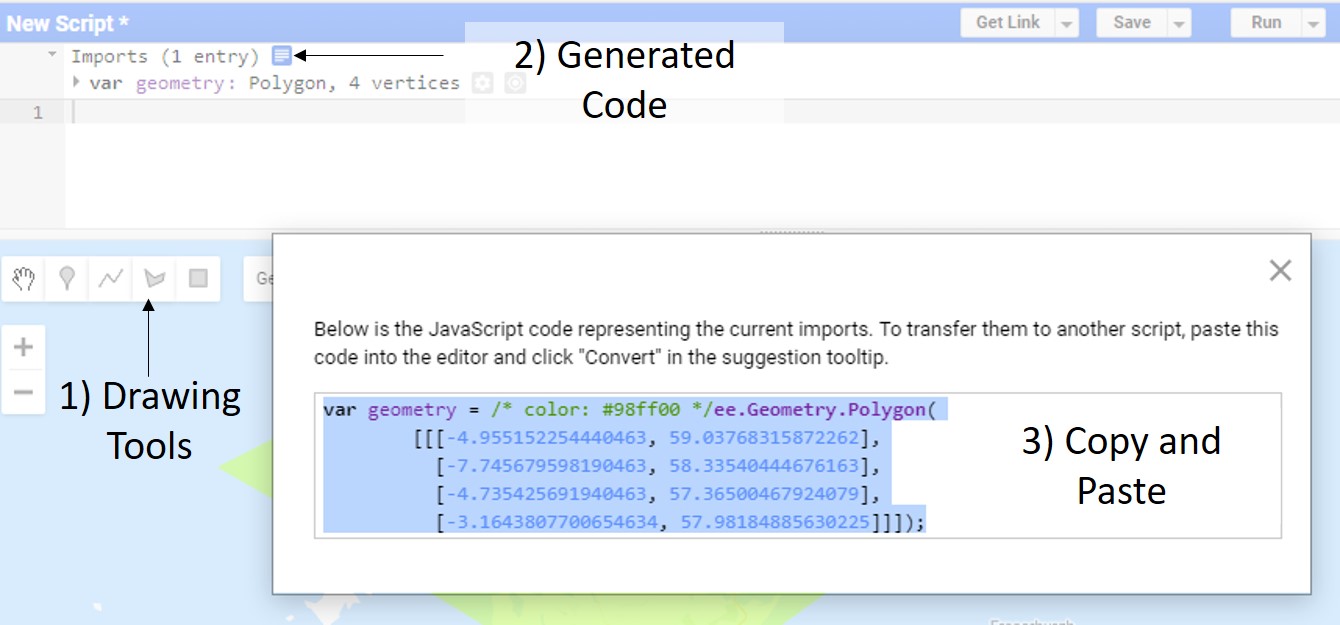 New Script *
Get Link
Save
Run
Imports (1 entry)
2) Generated
Code
var geometry: Polygon, 4 vertices
1
Ge
Below is the JavaScript code representing the current imports. To transfer them to another script, paste this
code into the editor and click "Convert" in the suggestion tooltip.
1) Drawing
Tools
var geometry = /* color: #98ff00 */ee.Geometry.Polygon(
[[[-4.955152254440463, 59.03768315872262],
[-7.745679598190463, 58.33540444676163],
[-4.735425691940463, 57.36500467924079],
[-3.1643807700654634, 57.98184885630225]]]);
3) Copy and
Paste